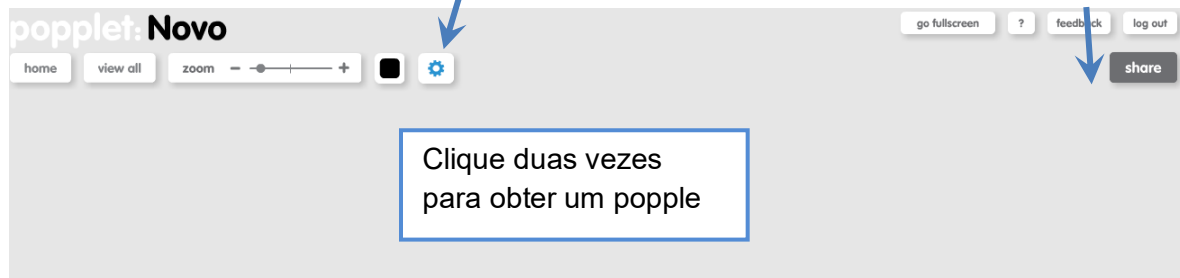 popplet: Novo
go fullscreen ? feedback log out
home view all zoom - + share
Clique duas vezes
para obter um popple